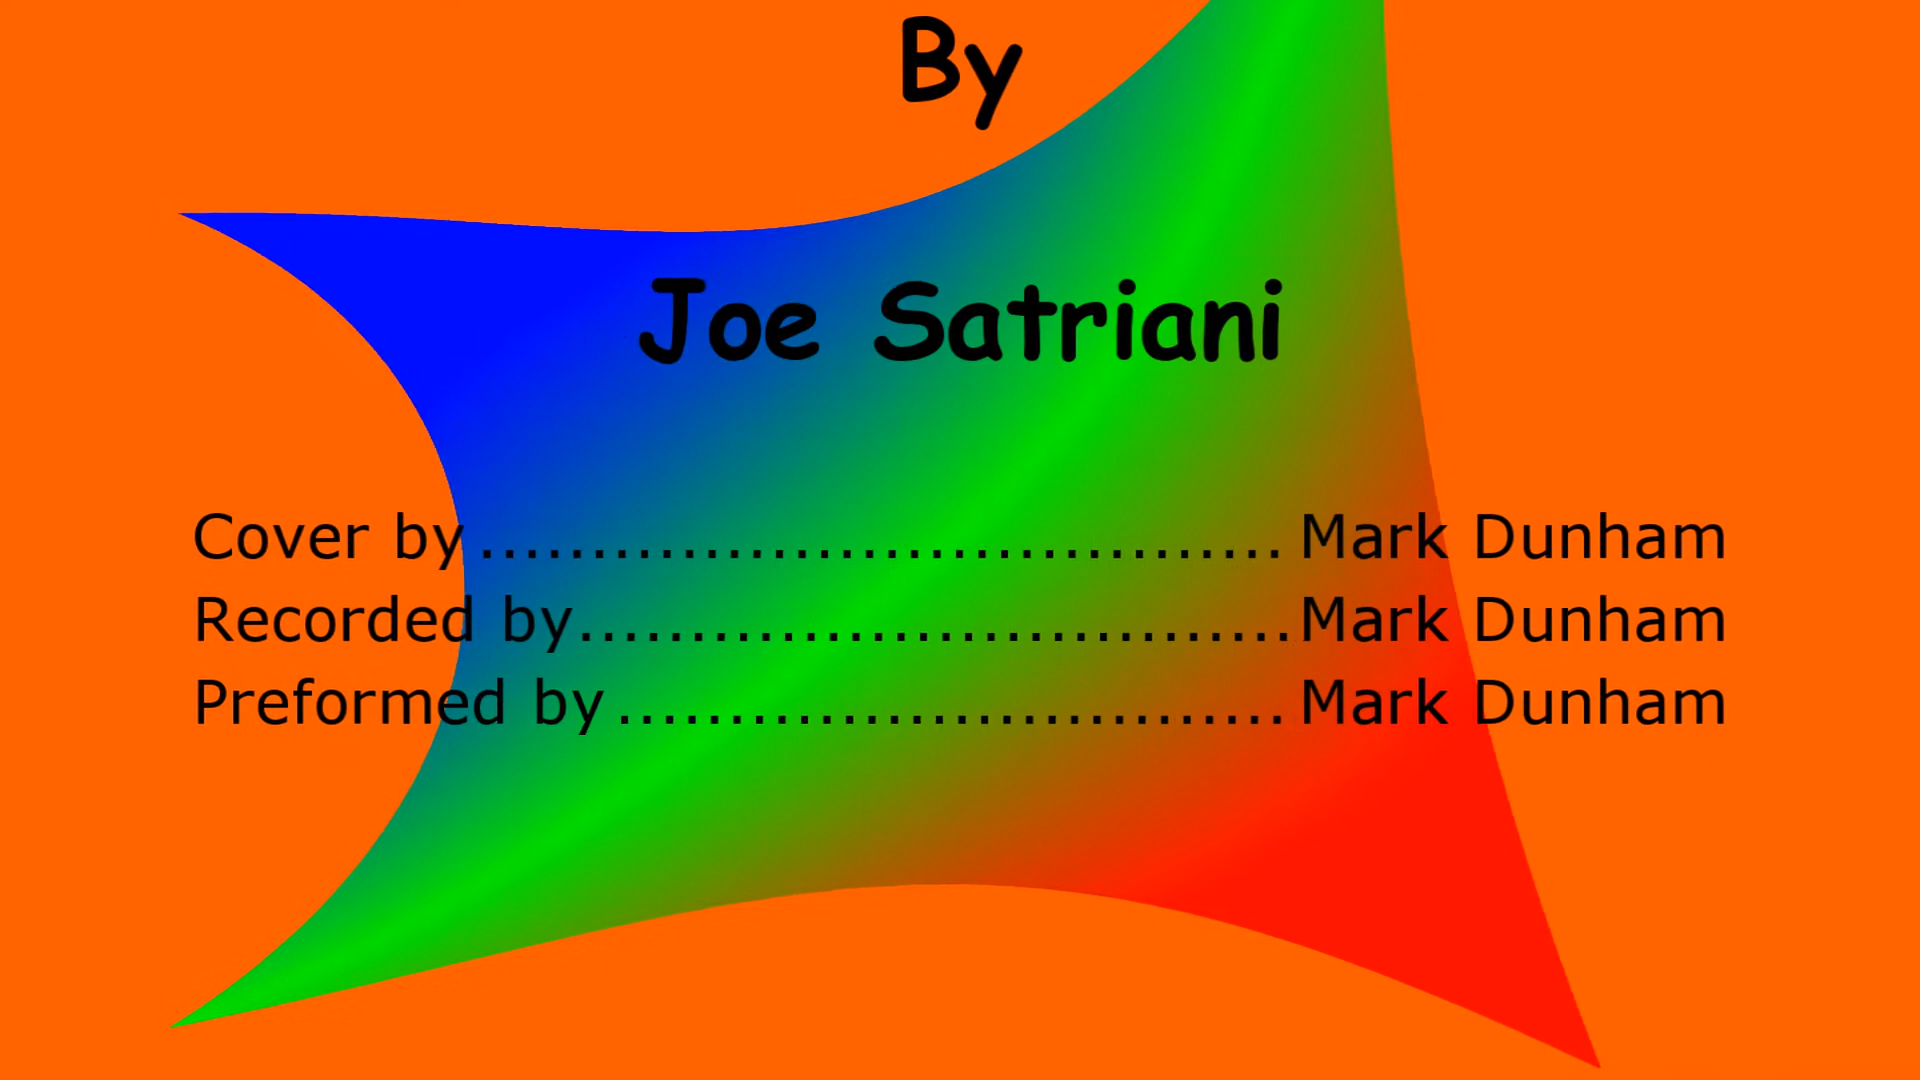 By
Joe Satriani
Cover by....................................Mark Dunham
Recorded by................................Mark Dunham
Preformed by..............................Mark Dunham